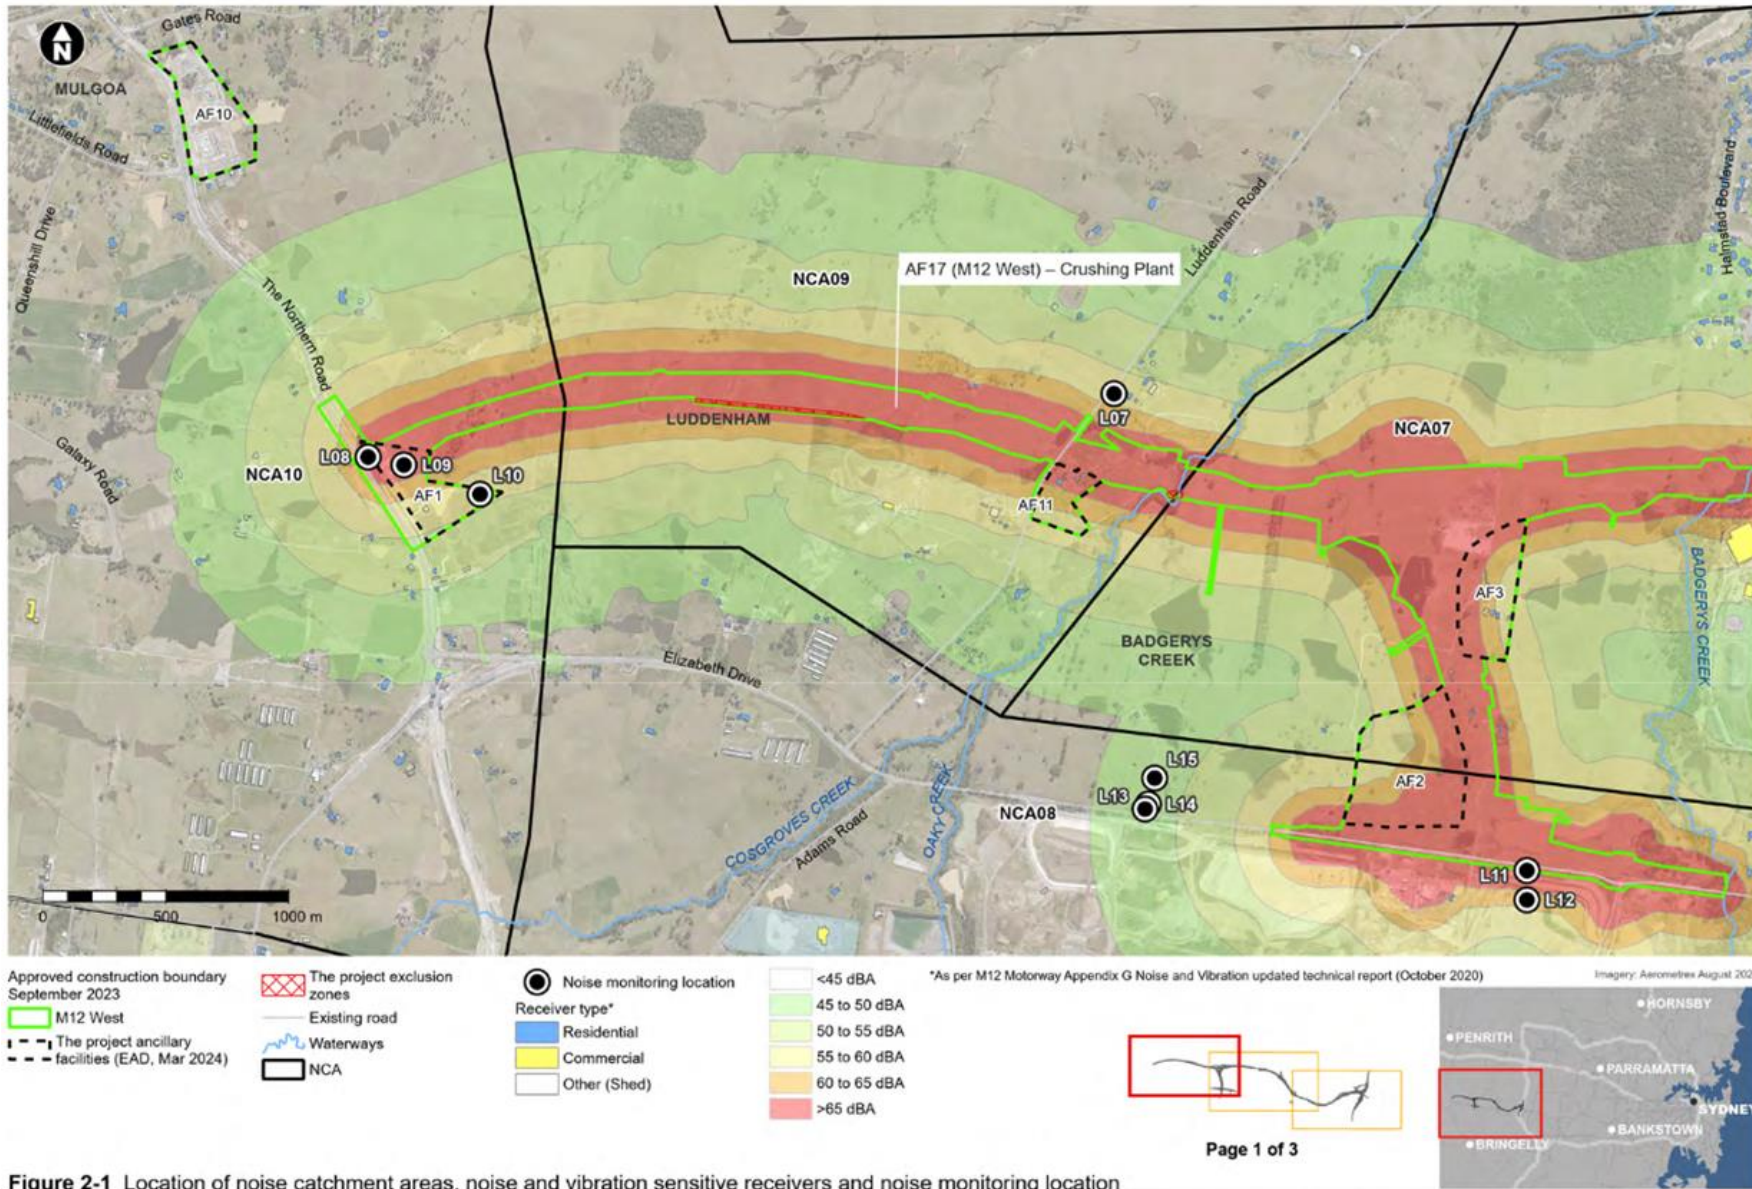 Gates Road
N
MULGOA
AF10
Littlefields Road
Queenshill Drive
The Northern Road
Galaxy Road
NCA09
AF17 (M12 West) – Crushing Plant
Luddenham Road
Halmstad Boulevard
LUDDENHAM
L07
NCA07
NCA10
L08
L09
L10
AF1
AF11
AF3
BADGERYS
CREEK
BADGERYS CREEK
Elizabeth Drive
AF2
L15
L13
L14
NCA08
COSGROVES CREEK
Adams Road
OAKY CREEK
L11
L12
0
500
1000 m
Approved construction boundary
September 2023
M12 West
The project ancillary
facilities (EAD, Mar 2024)
The project exclusion
zones
Existing road
Waterways
NCA
Noise monitoring location
Receiver type*
Residential
Commercial
Other (Shed)
<45 dBA
45 to 50 dBA
50 to 55 dBA
55 to 60 dBA
60 to 65 dBA
>65 dBA
*As per M12 Motorway Appendix G Noise and Vibration updated technical report (October 2020)
Imagery: Aerometrex August 202
Page 1 of 3
HORNSBY
PENRITH
PARRAMATTA
SYDNEY
BANKSTOWN
BRINGELLY
Figure 2-1 Location of noise catchment areas, noise and vibration sensitive receivers and noise monitoring location